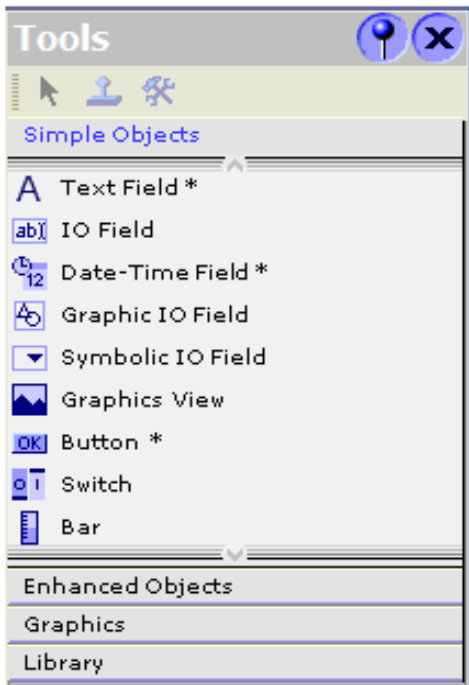 Tools
Simple Objects
A Text Field *
ab IO Field
12 Date-Time Field *
Graphic IO Field
Symbolic IO Field
Graphics View
OK Button *
0 I Switch
Bar
Enhanced Objects
Graphics
Library